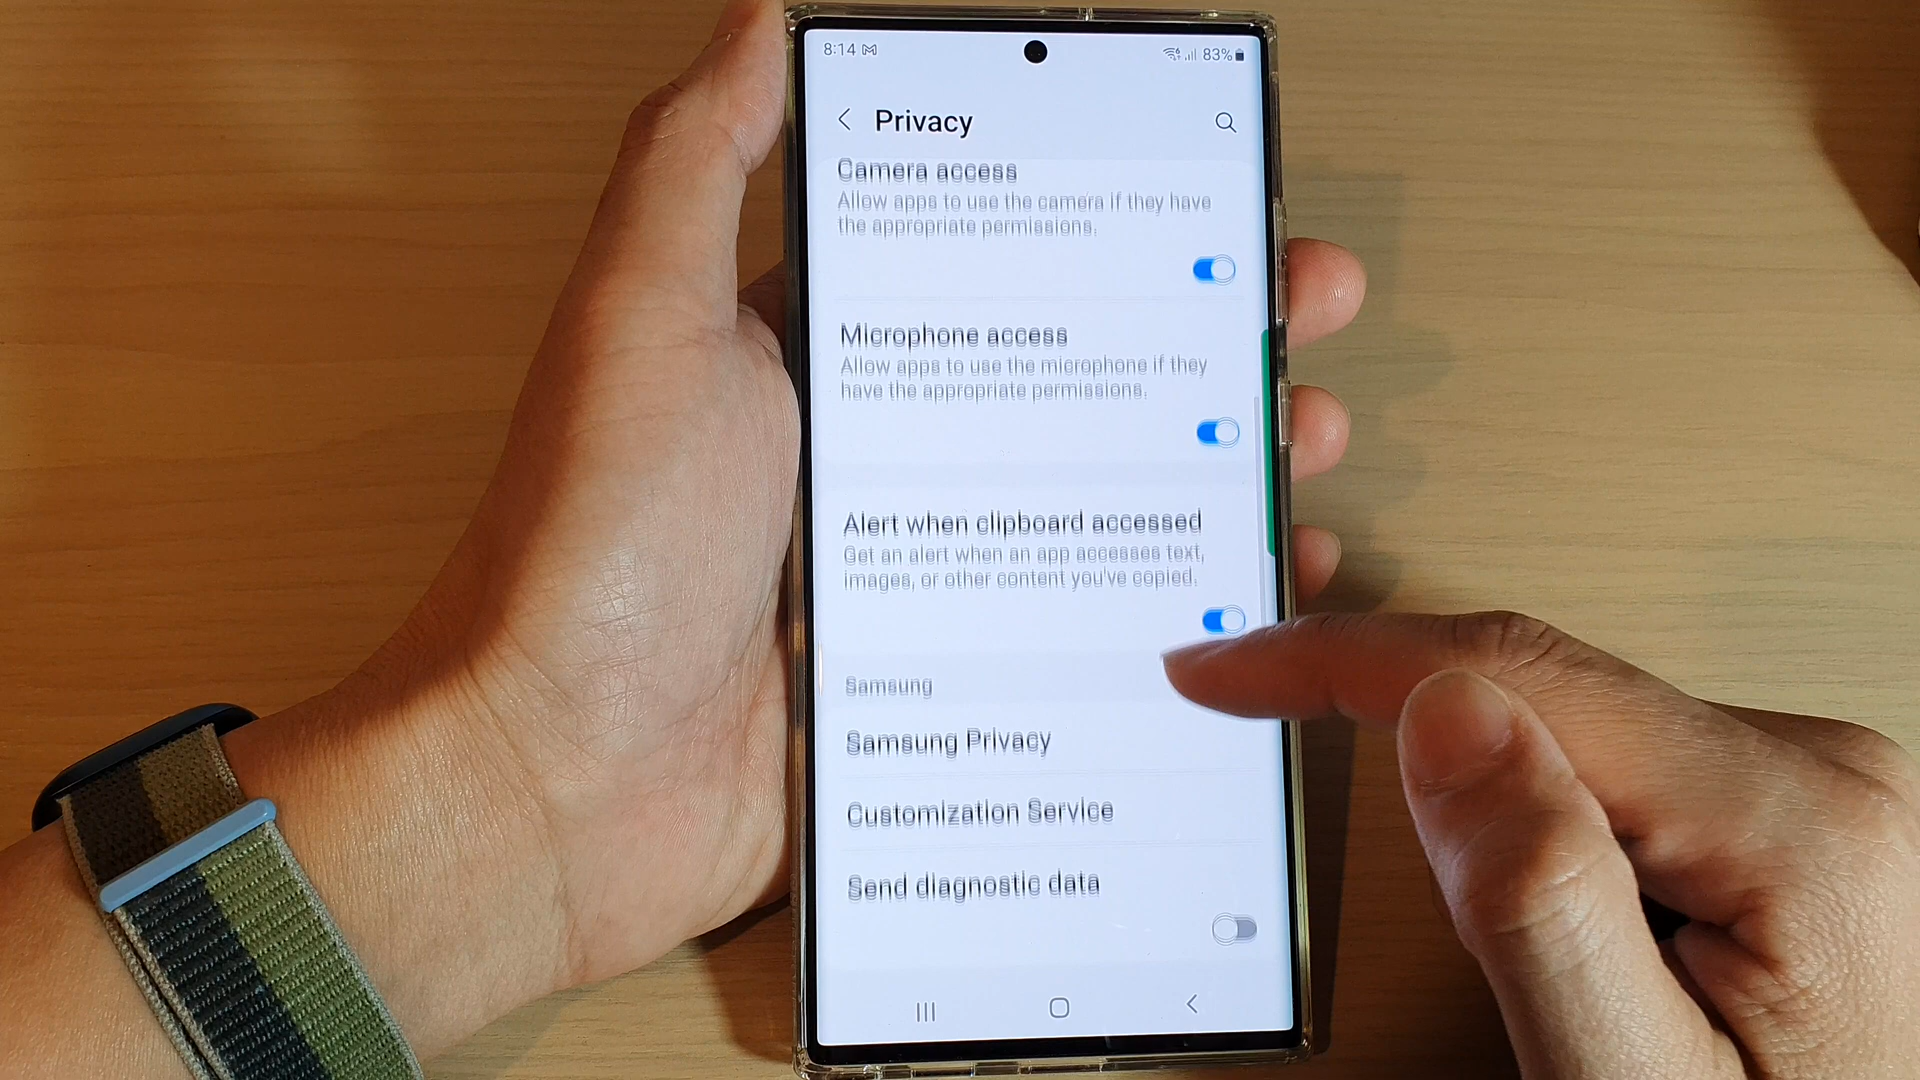 8:14
83%
Privacy
Camera access
Allow apps to use the camera if they have
the appropriate permissions.
Microphone access
Allow apps to use the microphone if they
have the appropriate permissions.
Alert when clipboard accessed
Get an alert when an app accesses text,
images, or other content you've copied.
Samsung
Samsung Privacy
Customization Service
Send diagnostic data